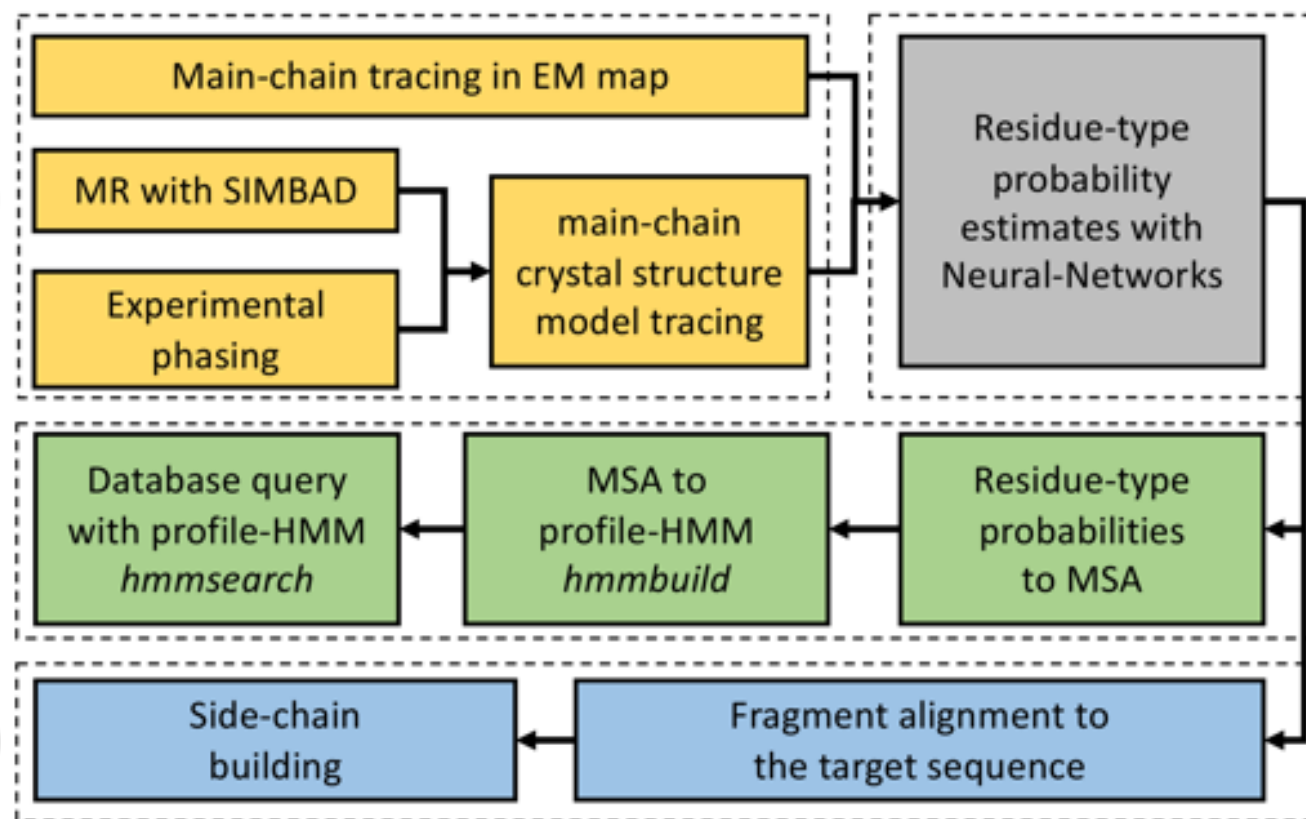 Main-chain tracing in EM map
MR with SIMBAD
Experimental
phasing
main-chain
crystal structure
model tracing
Residue-type
probability
estimates with
Neural-Networks
Database query
with profile-HMM
hmmsearch
MSA to
profile-HMM
hmmbuild
Residue-type
probabilities
to MSA
Side-chain
building
Fragment alignment to
the target sequence